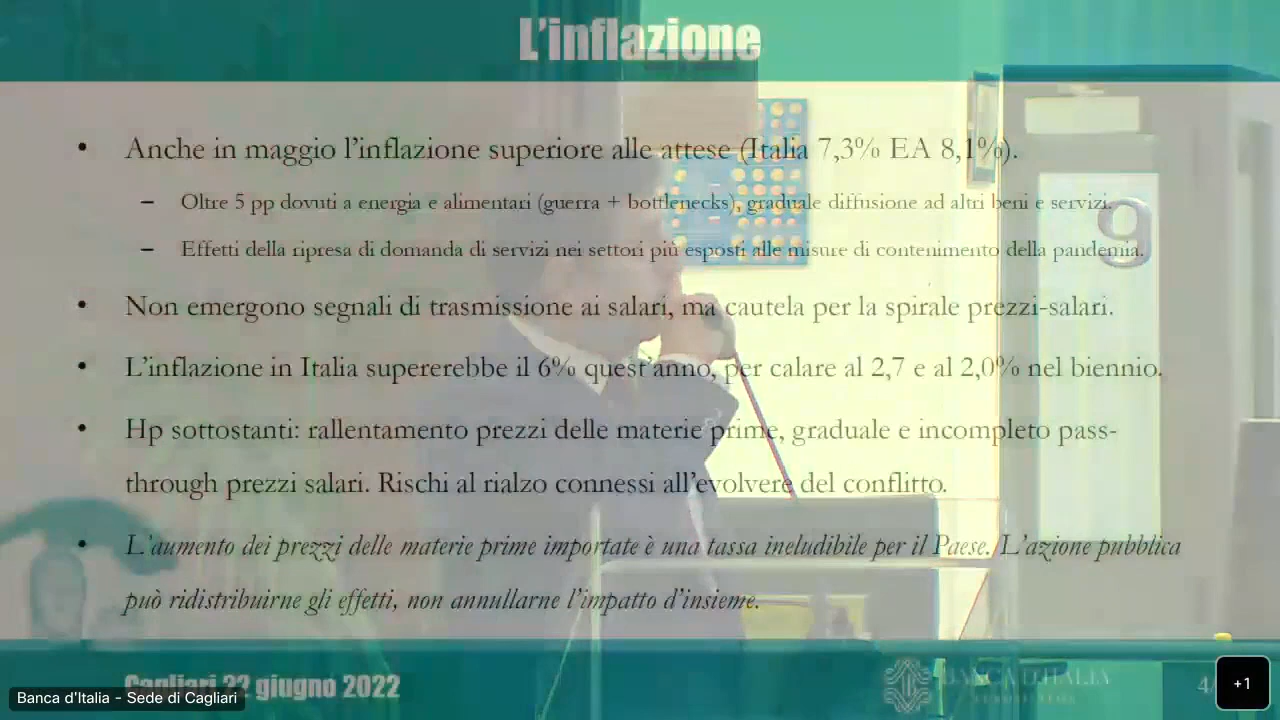 L'inflazione
• Anche in maggio l'inflazione superiore alle attese (Italia 7,3% EA 8,1%).
– Oltre 5 pp dovuti a energia e alimentari (guerra + bottlenecks), graduale diffusione ad altri beni e servizi.
– Effetti della ripresa di domanda di servizi nei settori più esposti alle misure di contenimento della pandemia.
• Non emergono segnali di trasmissione ai salari, ma cautela per la spirale prezzi-salari.
• L'inflazione in Italia supererebbe il 6% quest'anno, per calare al 2,7 e al 2,0% nel biennio.
• Hp sottostanti: rallentamento prezzi delle materie prime, graduale e incompleto pass-
through prezzi salari. Rischi al rialzo connessi all'evolvere del conflitto.
• L'aumento dei prezzi delle materie prime importate è una tassa ineludibile per il Paese. L'azione pubblica
può ridistribuirne gli effetti, non annullarne l'impatto d'insieme.
9
Cagliari 22 giugno 2022
BANCA D'ITALIA
EUROSISTEMA
4/
Banca d'Italia - Sede di Cagliari
+1